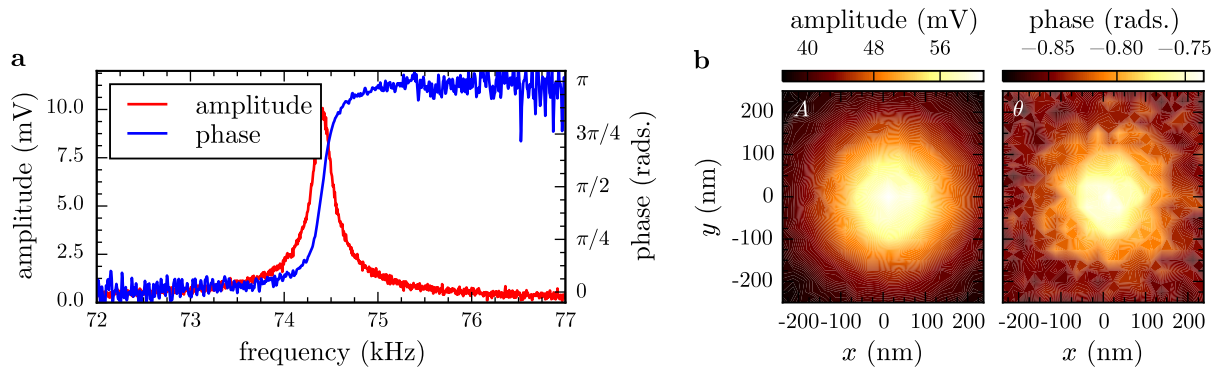 a
amplitude (mV)
10.0
7.5
5.0
2.5
0.0
amplitude
phase
π
3π/4
π/2
π/4
0
phase (rads.)
72 73 74 75 76 77
frequency (kHz)
b
amplitude (mV)
40 48 56
phase (rads.)
−0.85 −0.80 −0.75
y (nm)
200
100
0
-100
-200
A
θ
-200 -100 0 100 200
x (nm)
-200 -100 0 100 200
x (nm)